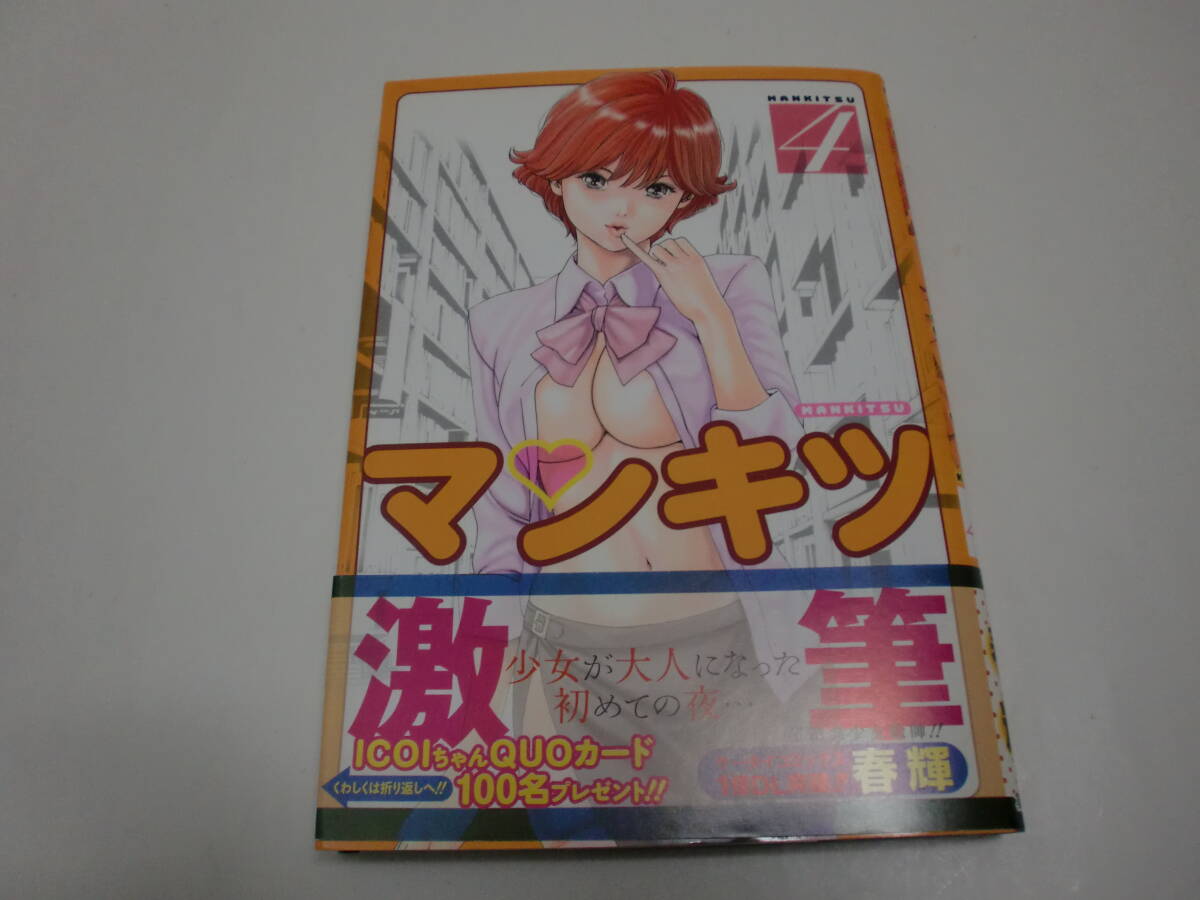 MANKITSU
4
MANKITSU
マンキツ
激筆
少女が大人になった
初めての夜…
ICOIちゃんQUOカード
100名プレゼント!!
くわしくは折り返しへ!!
春輝